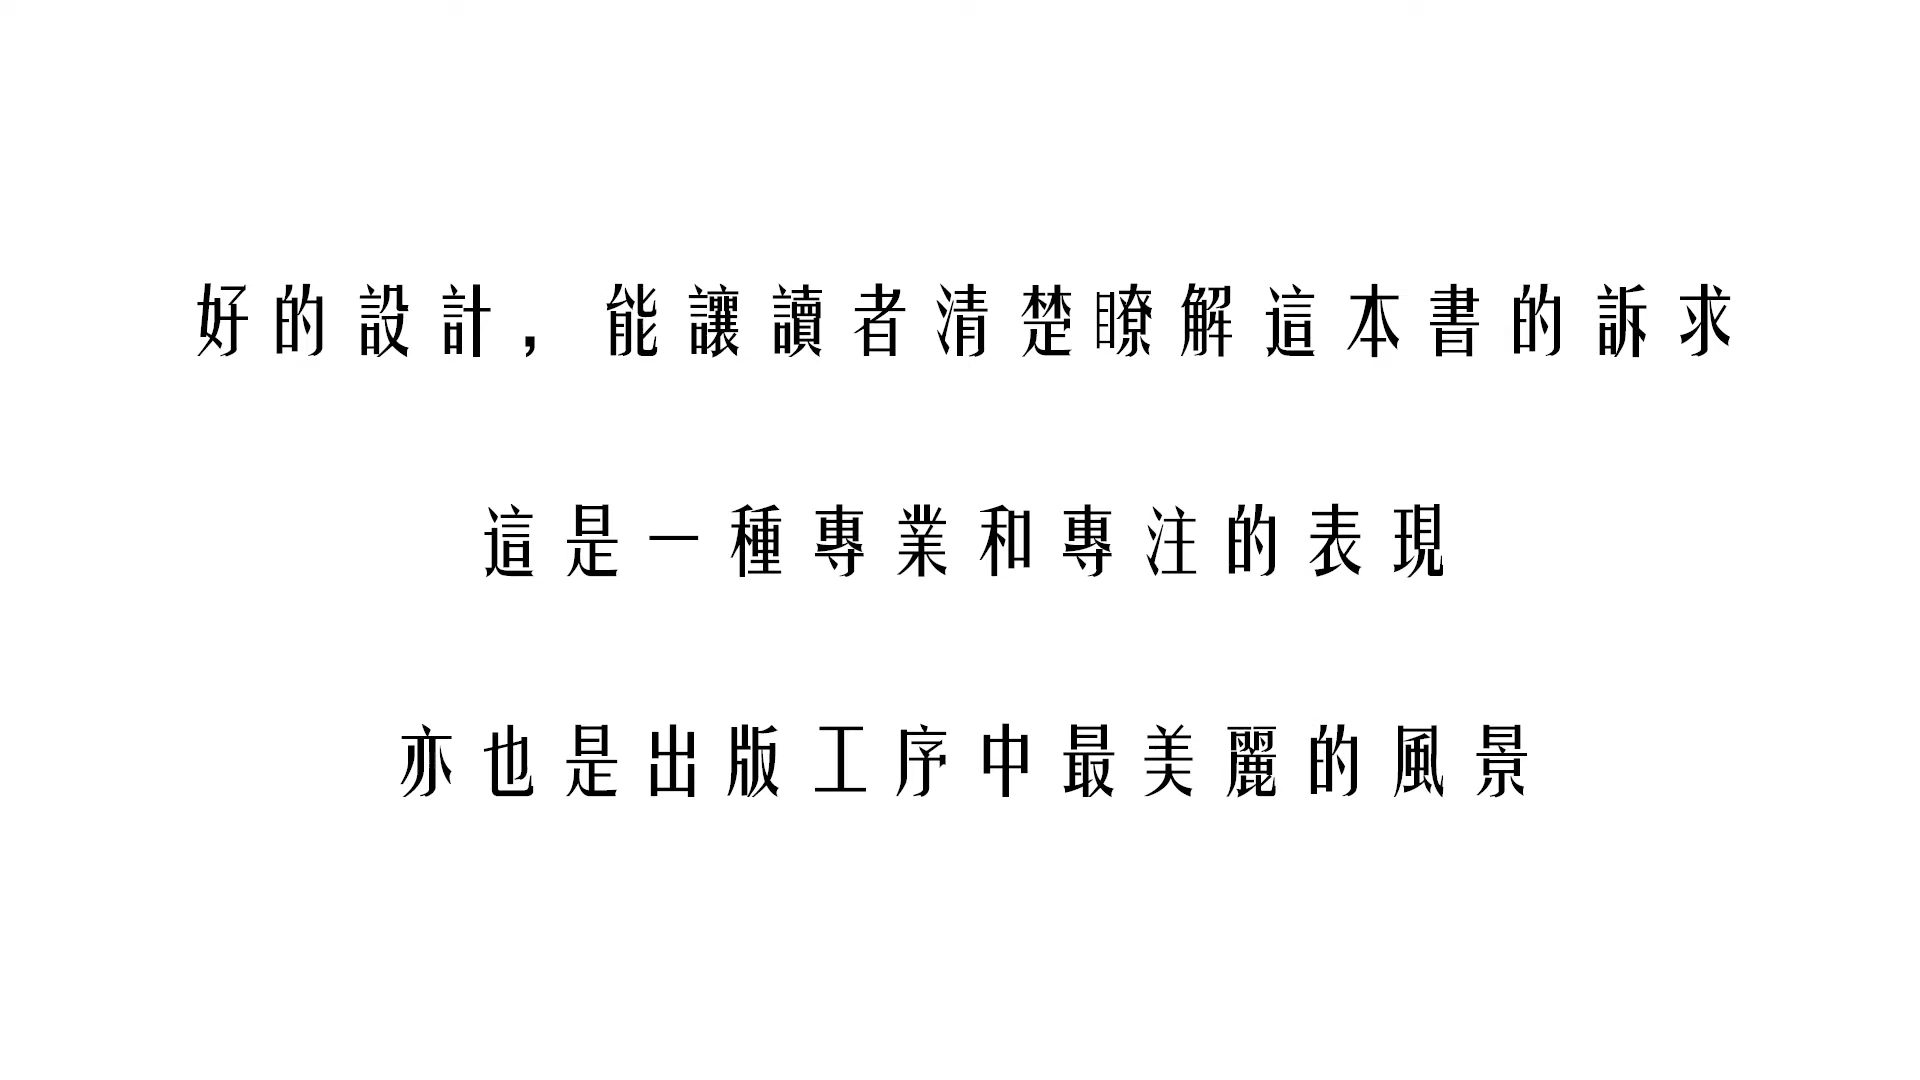 好的設計，能讓讀者清楚瞭解這本書的訴求
這是一種專業和專注的表現
亦也是出版工序中最美麗的風景